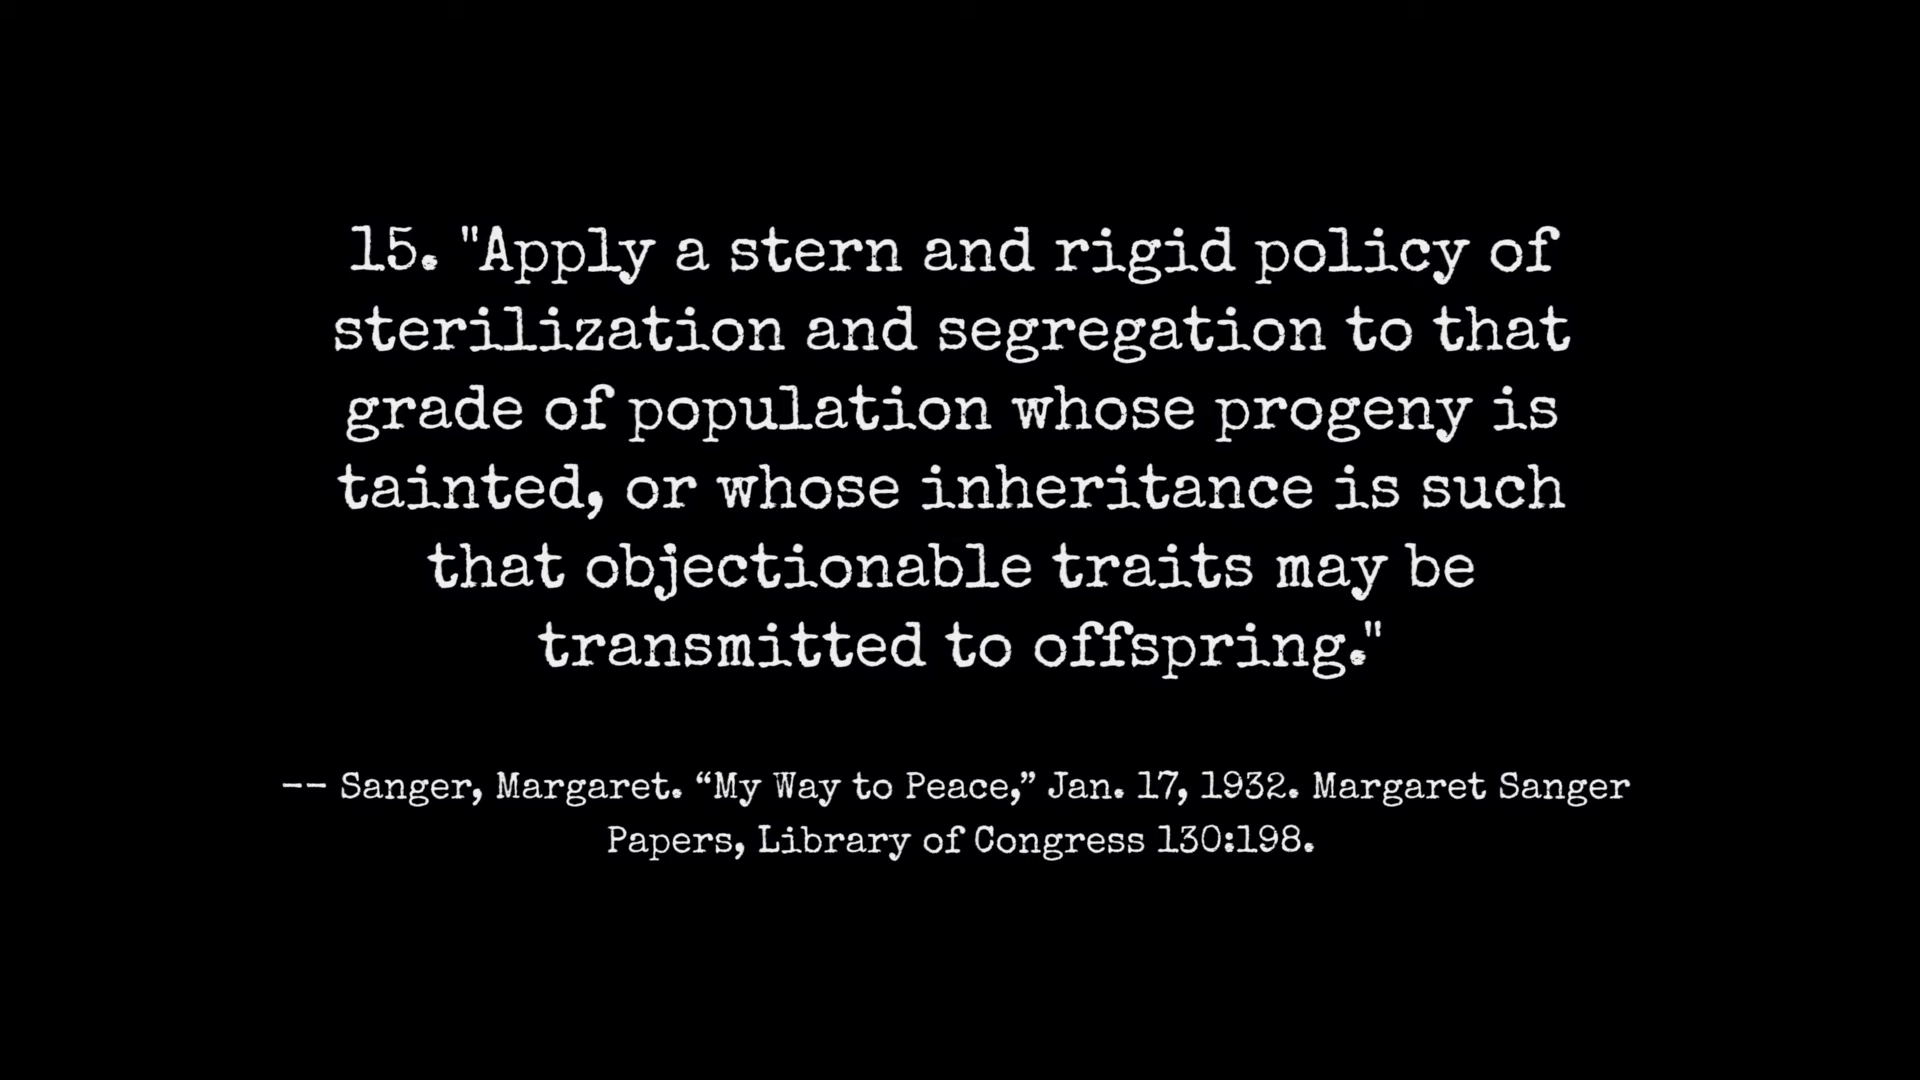 15. "Apply a stern and rigid policy of
sterilization and segregation to that
grade of population whose progeny is
tainted, or whose inheritance is such
that objectionable traits may be
transmitted to offspring."
-- Sanger, Margaret. “My Way to Peace,” Jan. 17, 1932. Margaret Sanger
Papers, Library of Congress 130:198.